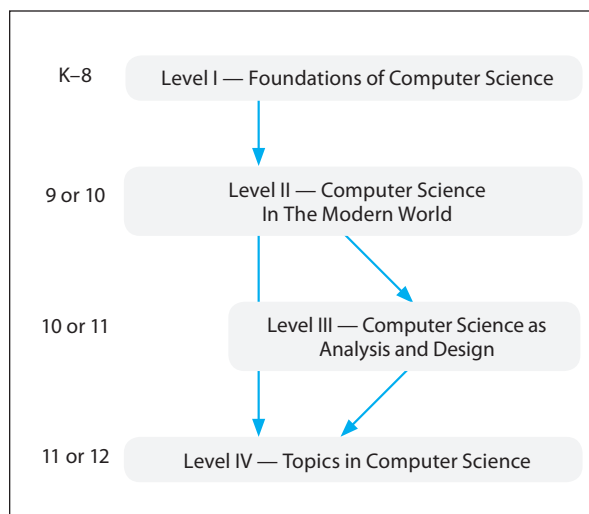 K–8
Level I — Foundations of Computer Science
9 or 10
Level II — Computer Science
In The Modern World
10 or 11
Level III — Computer Science as
Analysis and Design
11 or 12
Level IV — Topics in Computer Science